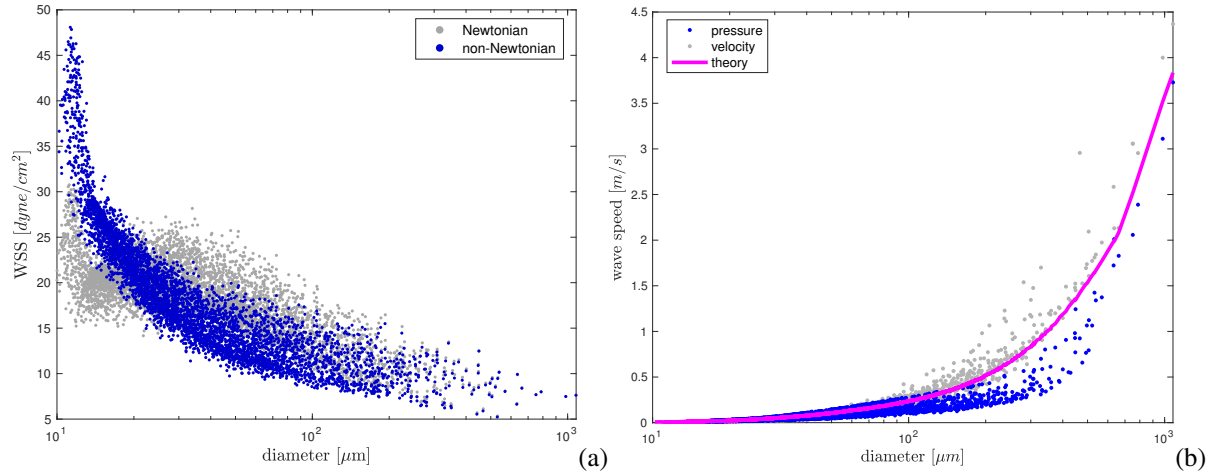 50
45
40
35
30
25
20
15
10
5
WSS [dyne/cm²]
Newtonian
non-Newtonian
10¹
10²
10³
diameter [μm]
(a)
4.5
4
3.5
3
2.5
2
1.5
1
0.5
0
wave speed [m/s]
pressure
velocity
theory
10¹
10²
10³
diameter [μm]
(b)